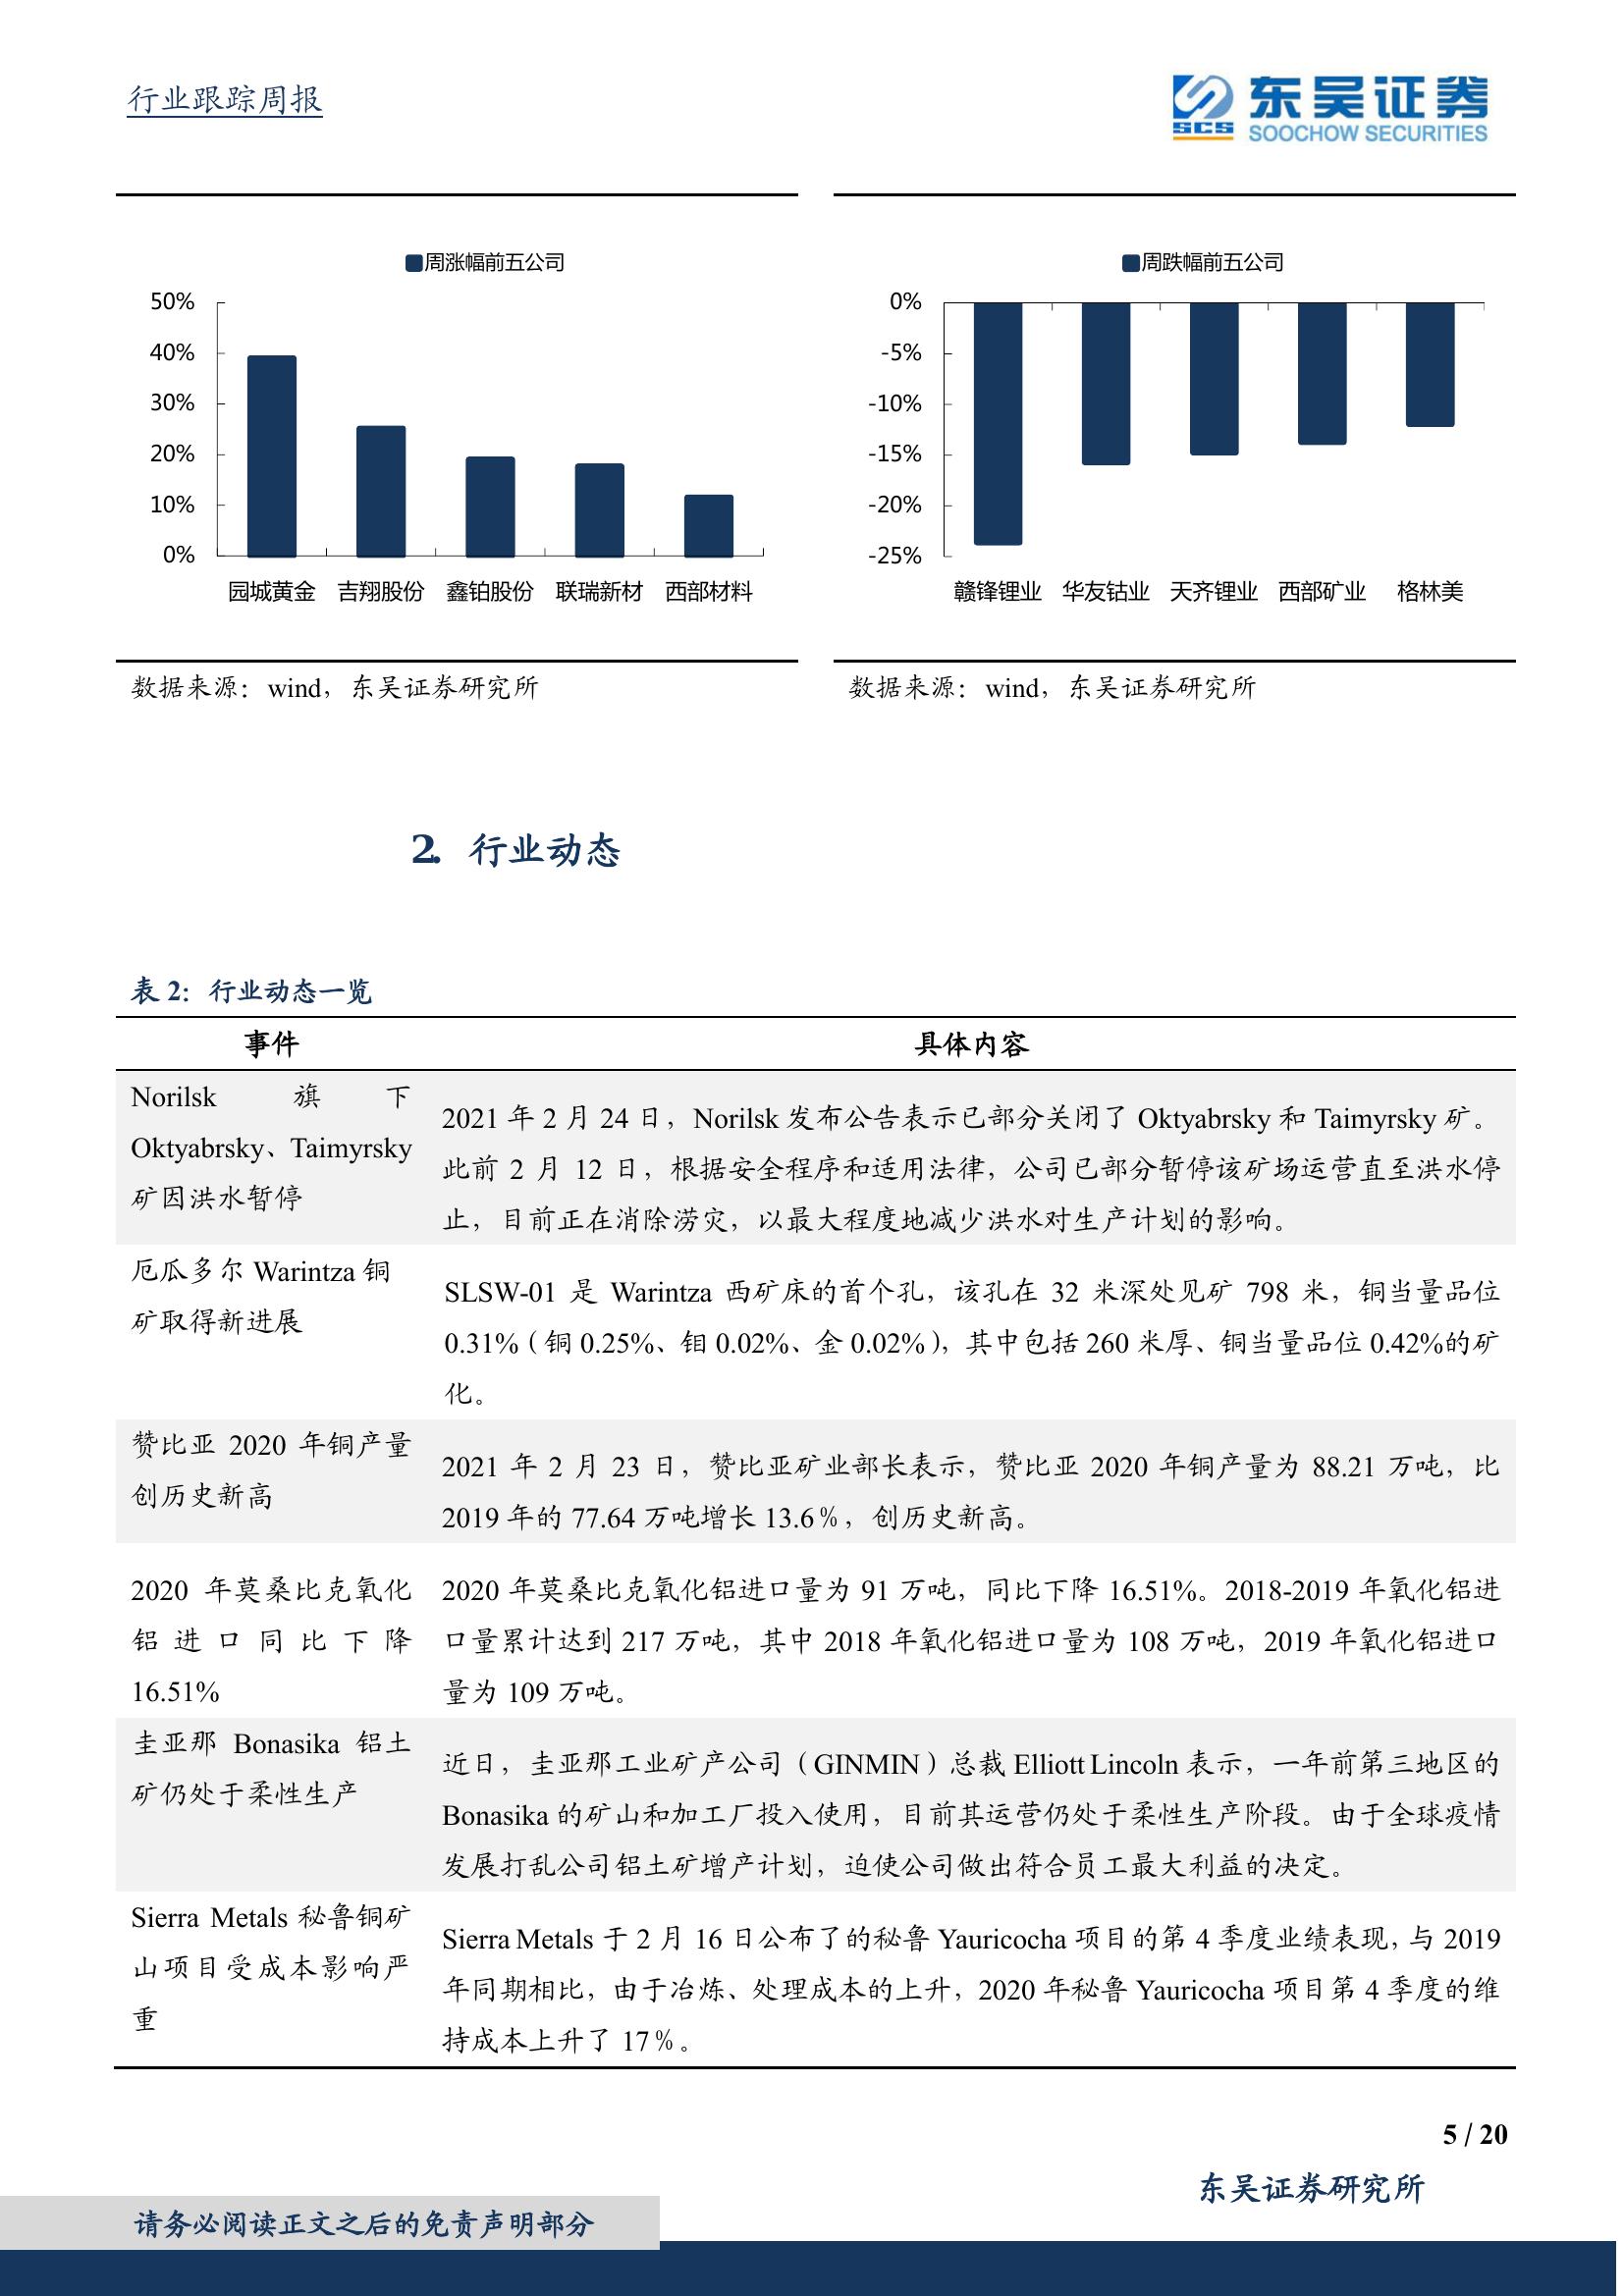 行业跟踪周报
SCS
东吴证券
SOOCHOW SECURITIES
周涨幅前五公司
50%
40%
30%
20%
10%
0%
园城黄金 吉翔股份 鑫铂股份 联瑞新材 西部材料
数据来源：wind，东吴证券研究所
周跌幅前五公司
0%
-5%
-10%
-15%
-20%
-25%
赣锋锂业 华友钴业 天齐锂业 西部矿业 格林美
数据来源：wind，东吴证券研究所
2. 行业动态
表 2：行业动态一览
事件 具体内容
Norilsk 旗下
Oktyabrsky、Taimyrsky
矿因洪水暂停
2021 年 2 月 24 日，Norilsk 发布公告表示已部分关闭了 Oktyabrsky 和 Taimyrsky 矿。
此前 2 月 12 日，根据安全程序和适用法律，公司已部分暂停该矿场运营直至洪水停
止，目前正在消除涝灾，以最大程度地减少洪水对生产计划的影响。
厄瓜多尔 Warintza 铜
矿取得新进展
SLSW-01 是 Warintza 西矿床的首个孔，该孔在 32 米深处见矿 798 米，铜当量品位
0.31%（铜 0.25%、钼 0.02%、金 0.02%），其中包括 260 米厚、铜当量品位 0.42%的矿
化。
赞比亚 2020 年铜产量
创历史新高
2021 年 2 月 23 日，赞比亚矿业部长表示，赞比亚 2020 年铜产量为 88.21 万吨，比
2019 年的 77.64 万吨增长 13.6％，创历史新高。
2020 年莫桑比克氧化
铝进口同比下降
16.51%
2020 年莫桑比克氧化铝进口量为 91 万吨，同比下降 16.51%。2018-2019 年氧化铝进
口量累计达到 217 万吨，其中 2018 年氧化铝进口量为 108 万吨，2019 年氧化铝进口
量为 109 万吨。
圭亚那 Bonasika 铝土
矿仍处于柔性生产
近日，圭亚那工业矿产公司（GINMIN）总裁 Elliott Lincoln 表示，一年前第三地区的
Bonasika 的矿山和加工厂投入使用，目前其运营仍处于柔性生产阶段。由于全球疫情
发展打乱公司铝土矿增产计划，迫使公司做出符合员工最大利益的决定。
Sierra Metals 秘鲁铜矿
山项目受成本影响严
重
Sierra Metals 于 2 月 16 日公布了的秘鲁 Yauricocha 项目的第 4 季度业绩表现，与 2019
年同期相比，由于冶炼、处理成本的上升，2020 年秘鲁 Yauricocha 项目第 4 季度的维
持成本上升了 17％。
5 / 20
东吴证券研究所
请务必阅读正文之后的免责声明部分